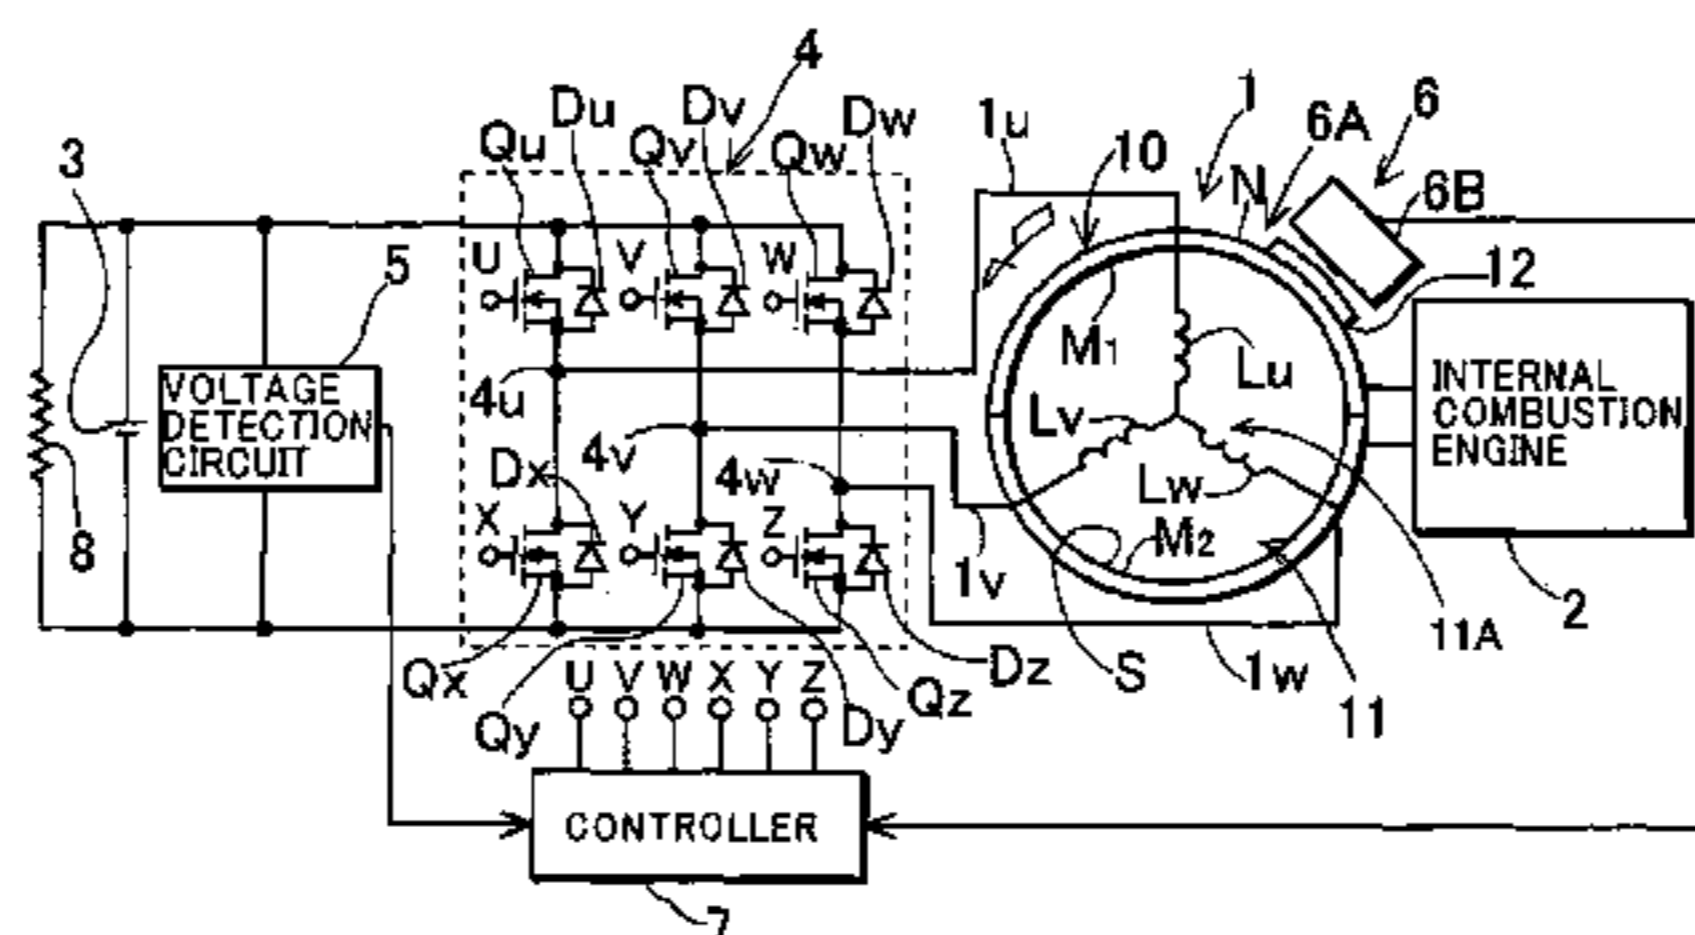 4
Du
Dv
Dw
Qu
Qv
Qw
1u
10
1
6A
6
N
6B
3
5
U
V
W
12
M1
Lu
VOLTAGE
DETECTION
CIRCUIT
4u
4v
4w
Lv
Lw
INTERNAL
COMBUSTION
ENGINE
Dx
X
Y
Z
8
1v
M2
11A
2
Qx
Qy
U V W X Y Z
Dy
Qz
Dz
S
1w
11
CONTROLLER
7